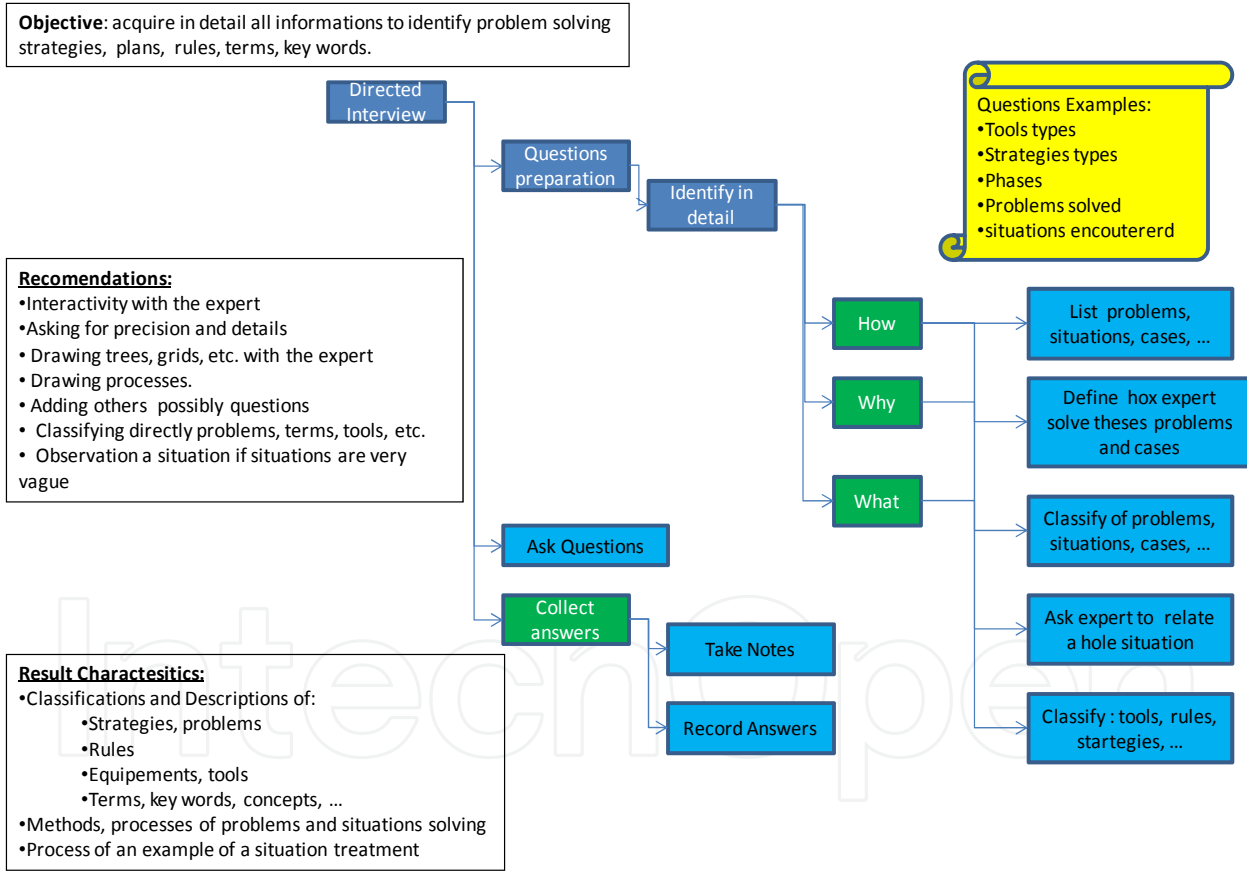 Objective: acquire in detail all informations to identify problem solving
strategies, plans, rules, terms, key words.
Directed
Interview
Questions
preparation
Identify in
detail
Questions Examples:
•Tools types
•Strategies types
•Phases
•Problems solved
•situations encoutererd
Recomendations:
•Interactivity with the expert
•Asking for precision and details
• Drawing trees, grids, etc. with the expert
• Drawing processes.
• Adding others possibly questions
• Classifying directly problems, terms, tools, etc.
• Observation a situation if situations are very
vague
How
Why
What
List problems,
situations, cases, ...
Define hox expert
solve theses problems
and cases
Classify of problems,
situations, cases, ...
Ask expert to relate
a hole situation
Classify : tools, rules,
startegies, ...
Ask Questions
Collect
answers
Take Notes
Record Answers
Result Charactesitics:
•Classifications and Descriptions of:
•Strategies, problems
•Rules
•Equipements, tools
•Terms, key words, concepts, ...
•Methods, processes of problems and situations solving
•Process of an example of a situation treatment
IntechOpen